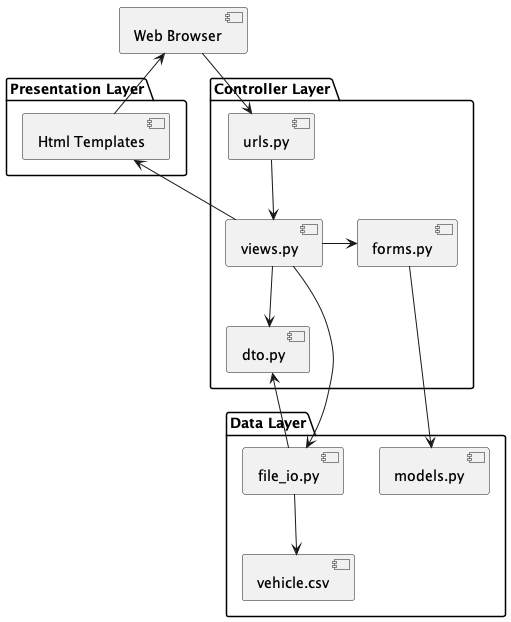 Web Browser
Presentation Layer
Controller Layer
Html Templates
urls.py
views.py
forms.py
dto.py
Data Layer
file_io.py
models.py
vehicle.csv